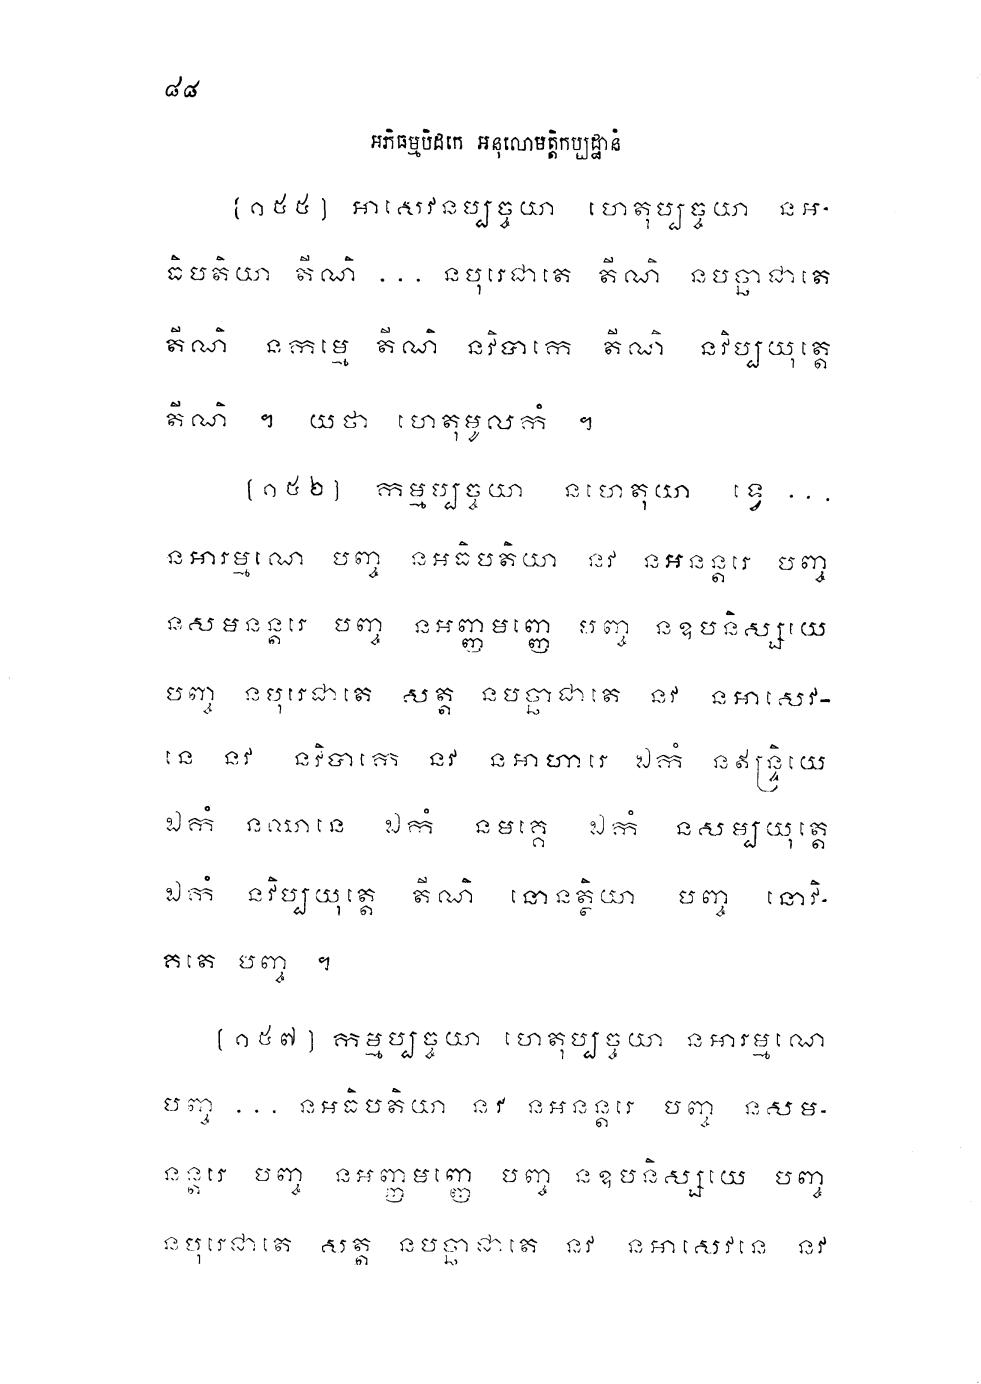 ៨៨
អភិធម្មបិដកេ អនុលោមត្តិកប្បដ្ឋានំ
[១៥៥] អាសេវនប្បច្ចយា ហេតុប្បច្ចយា នអ-
ធិបតិយា តីណិ ... នបុរេជាតេ តីណិ នបច្ឆាជាតេ
តីណិ នកម្មេ តីណិ នវិបាកេ តីណិ នវិប្បយុត្តេ
តីណិ ។ យថា ហេតុមូលកំ ។
[១៥៦] កម្មប្បច្ចយា នហេតុយា ទ្វេ ...
នអារម្មណេ បញ្ច នអធិបតិយា នវ នអនន្តរេ បញ្ច
នសមនន្តរេ បញ្ច នអញ្ញមញ្ញេ បញ្ច នឧបនិស្សយេ
បញ្ច នបុរេជាតេ សត្ត នបច្ឆាជាតេ នវ នអាសេវ-
នេ នវ នវិបាកេ នវ នអាហារេ ឯកំ នឥន្ទ្រិយេ
ឯកំ នឈានេ ឯកំ នមគ្គេ ឯកំ នសម្បយុត្តេ
ឯកំ នវិប្បយុត្តេ តីណិ នោនត្ថិយា បញ្ច នោវិ-
គតេ បញ្ច ។
[១៥៧] កម្មប្បច្ចយា ហេតុប្បច្ចយា នអារម្មណេ
បញ្ច ... នអធិបតិយា នវ នអនន្តរេ បញ្ច នសម-
នន្តរេ បញ្ច នអញ្ញមញ្ញេ បញ្ច នឧបនិស្សយេ បញ្ច
នបុរេជាតេ សត្ត នបច្ឆាជាតេ នវ នអាសេវនេ នវ